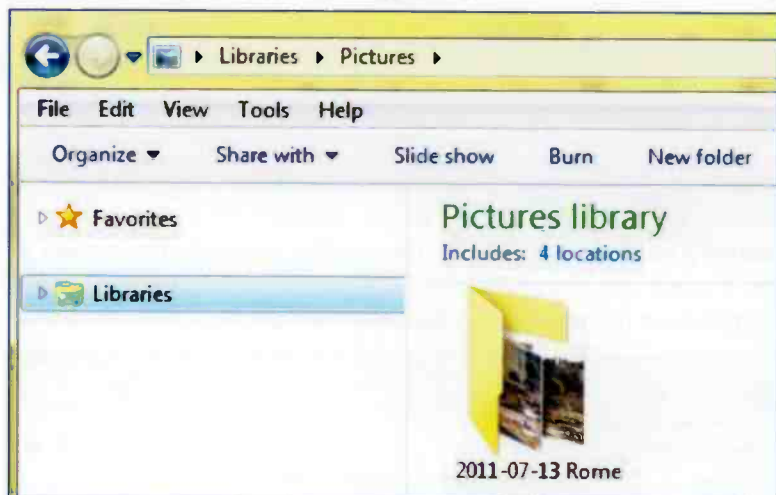 Libraries Pictures
File Edit View Tools Help
Organize Share with Slide show Burn New folder
Favorites
Libraries
Pictures library
Includes: 4 locations
2011-07-13 Rome